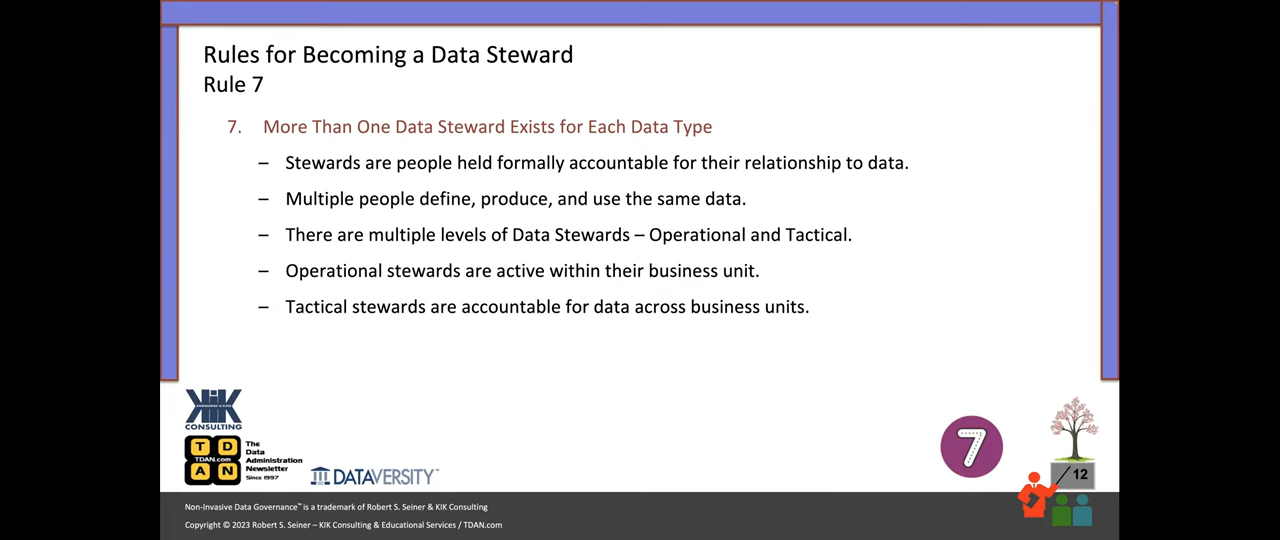 Rules for Becoming a Data Steward
Rule 7
7. More Than One Data Steward Exists for Each Data Type
– Stewards are people held formally accountable for their relationship to data.
– Multiple people define, produce, and use the same data.
– There are multiple levels of Data Stewards – Operational and Tactical.
– Operational stewards are active within their business unit.
– Tactical stewards are accountable for data across business units.
KIK
CONSULTING
T D
TDAN.com
A N
The
Data
Administration
Newsletter
Since 1997
DATAVERSITY™
7
/12
Non-Invasive Data Governance™ is a trademark of Robert S. Seiner & KIK Consulting
Copyright © 2023 Robert S. Seiner – KIK Consulting & Educational Services / TDAN.com